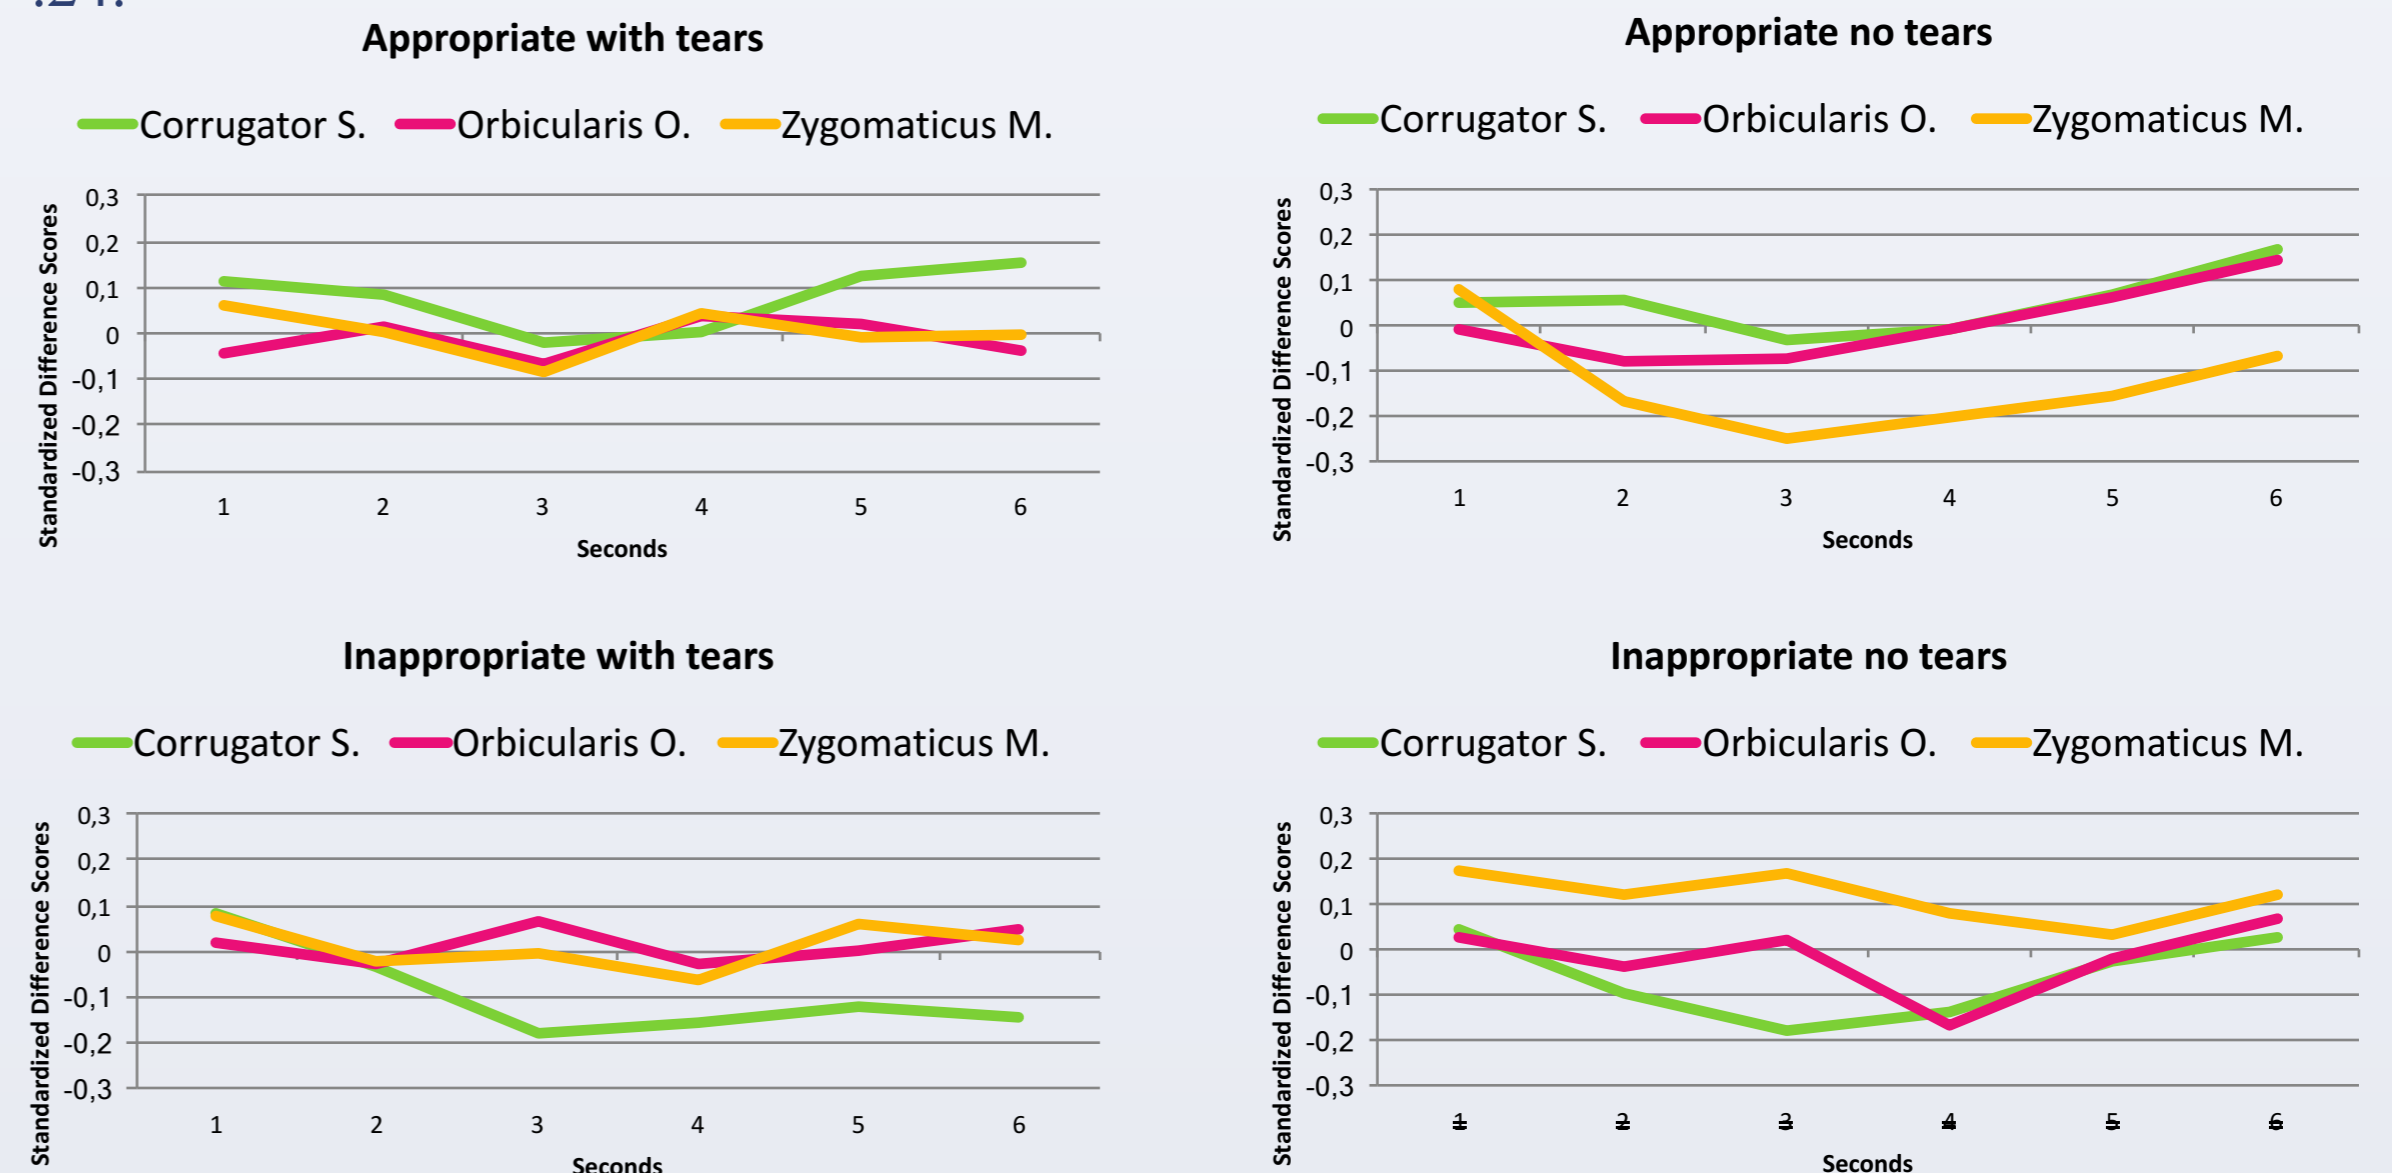 .24.
Appropriate with tears
Corrugator S. Orbicularis O. Zygomaticus M.
Standardized Difference Scores
0,3
0,2
0,1
0
-0,1
-0,2
-0,3
1 2 3 4 5 6
Seconds
Appropriate no tears
Corrugator S. Orbicularis O. Zygomaticus M.
Standardized Difference Scores
0,3
0,2
0,1
0
-0,1
-0,2
-0,3
1 2 3 4 5 6
Seconds
Inappropriate with tears
Corrugator S. Orbicularis O. Zygomaticus M.
Standardized Difference Scores
0,3
0,2
0,1
0
-0,1
-0,2
-0,3
1 2 3 4 5 6
Seconds
Inappropriate no tears
Corrugator S. Orbicularis O. Zygomaticus M.
Standardized Difference Scores
0,3
0,2
0,1
0
-0,1
-0,2
-0,3
1 2 3 4 5 6
Seconds